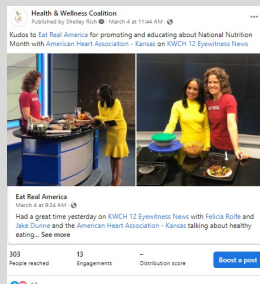 Health & Wellness Coalition
Published by Shelley Rich · March 4 at 11:44 AM ·
Kudos to Eat Real America for promoting and educating about National Nutrition
Month with American Heart Association - Kansas on KWCH 12 Eyewitness News
Eat Real America
March 4 at 9:34 AM ·
Had a great time yesterday on KWCH 12 Eyewitness News with Felicia Rolfe and
Jake Dunne and the American Heart Association - Kansas talking about healthy
eating... See more
303
13
–
Boost a post
People reached
Engagements
Distribution score